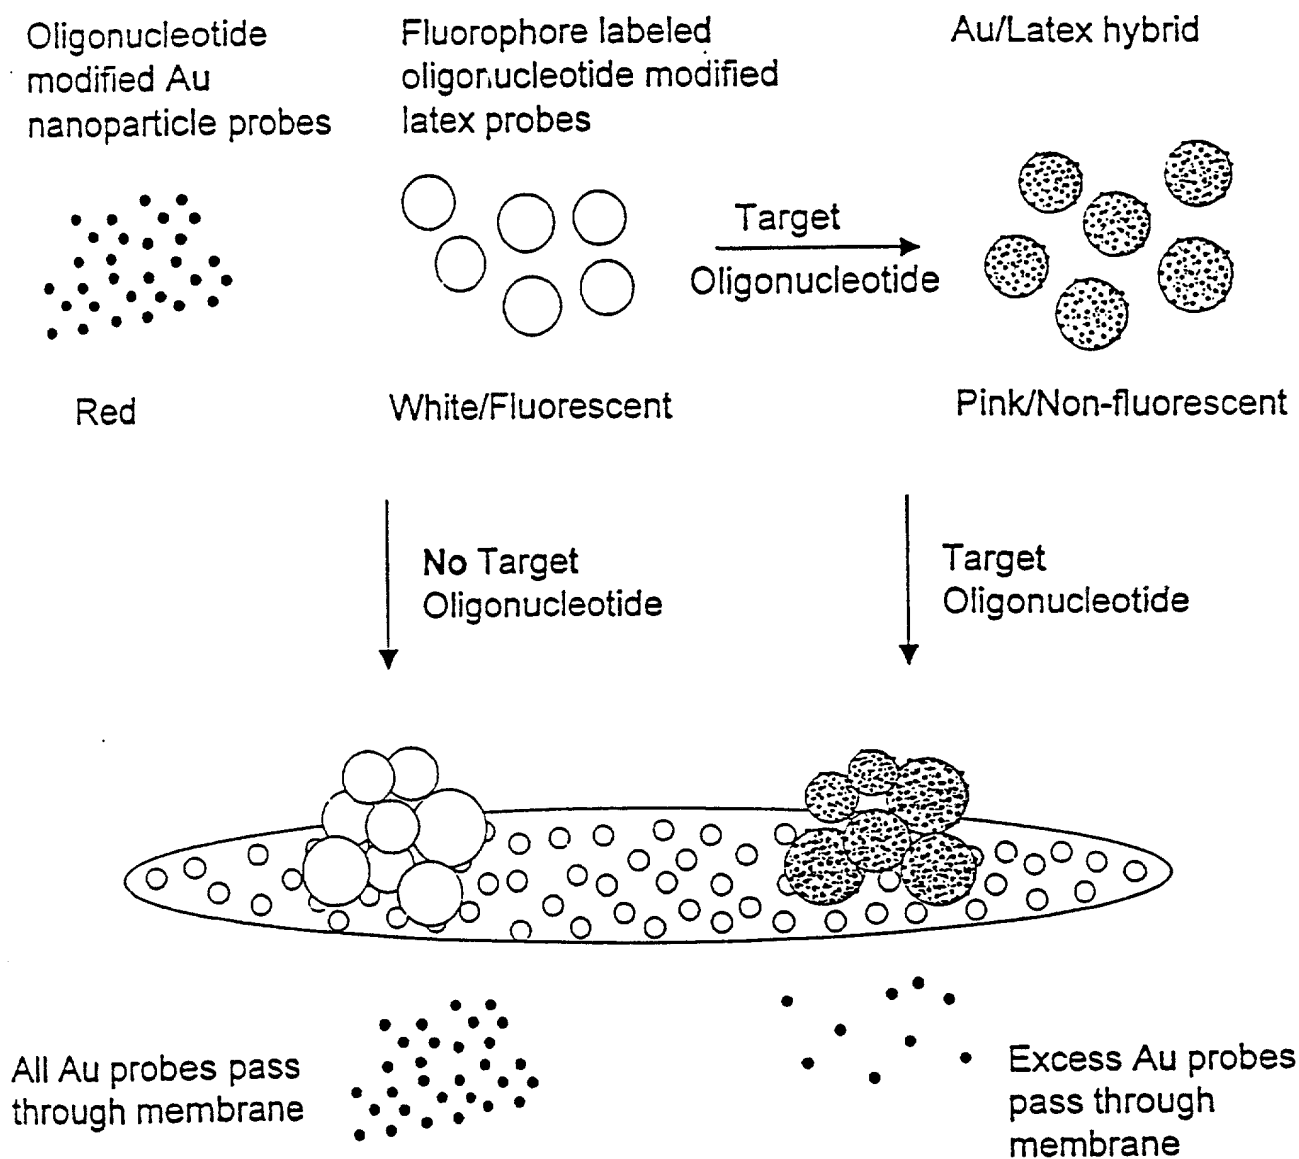 Oligonucleotide
modified Au
nanoparticle probes
Fluorophore labeled
oligonucleotide modified
latex probes
Au/Latex hybrid
Target
Oligonucleotide
Red
White/Fluorescent
Pink/Non-fluorescent
No Target
Oligonucleotide
Target
Oligonucleotide
All Au probes pass
through membrane
Excess Au probes
pass through
membrane